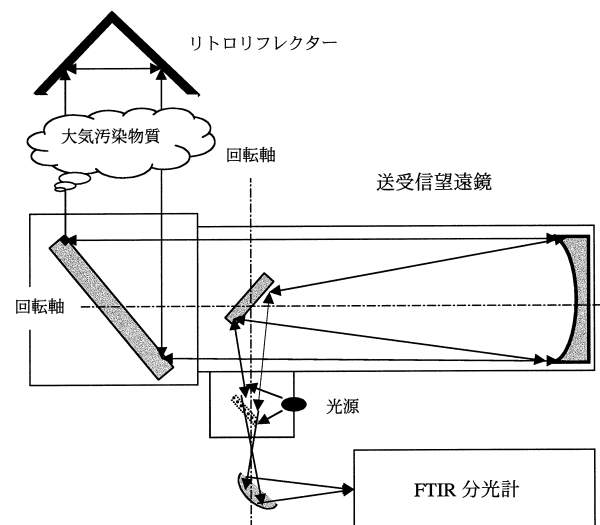 リトロリフレクター
大気汚染物質
回転軸
送受信望遠鏡
回転軸
光源
FTIR 分光計